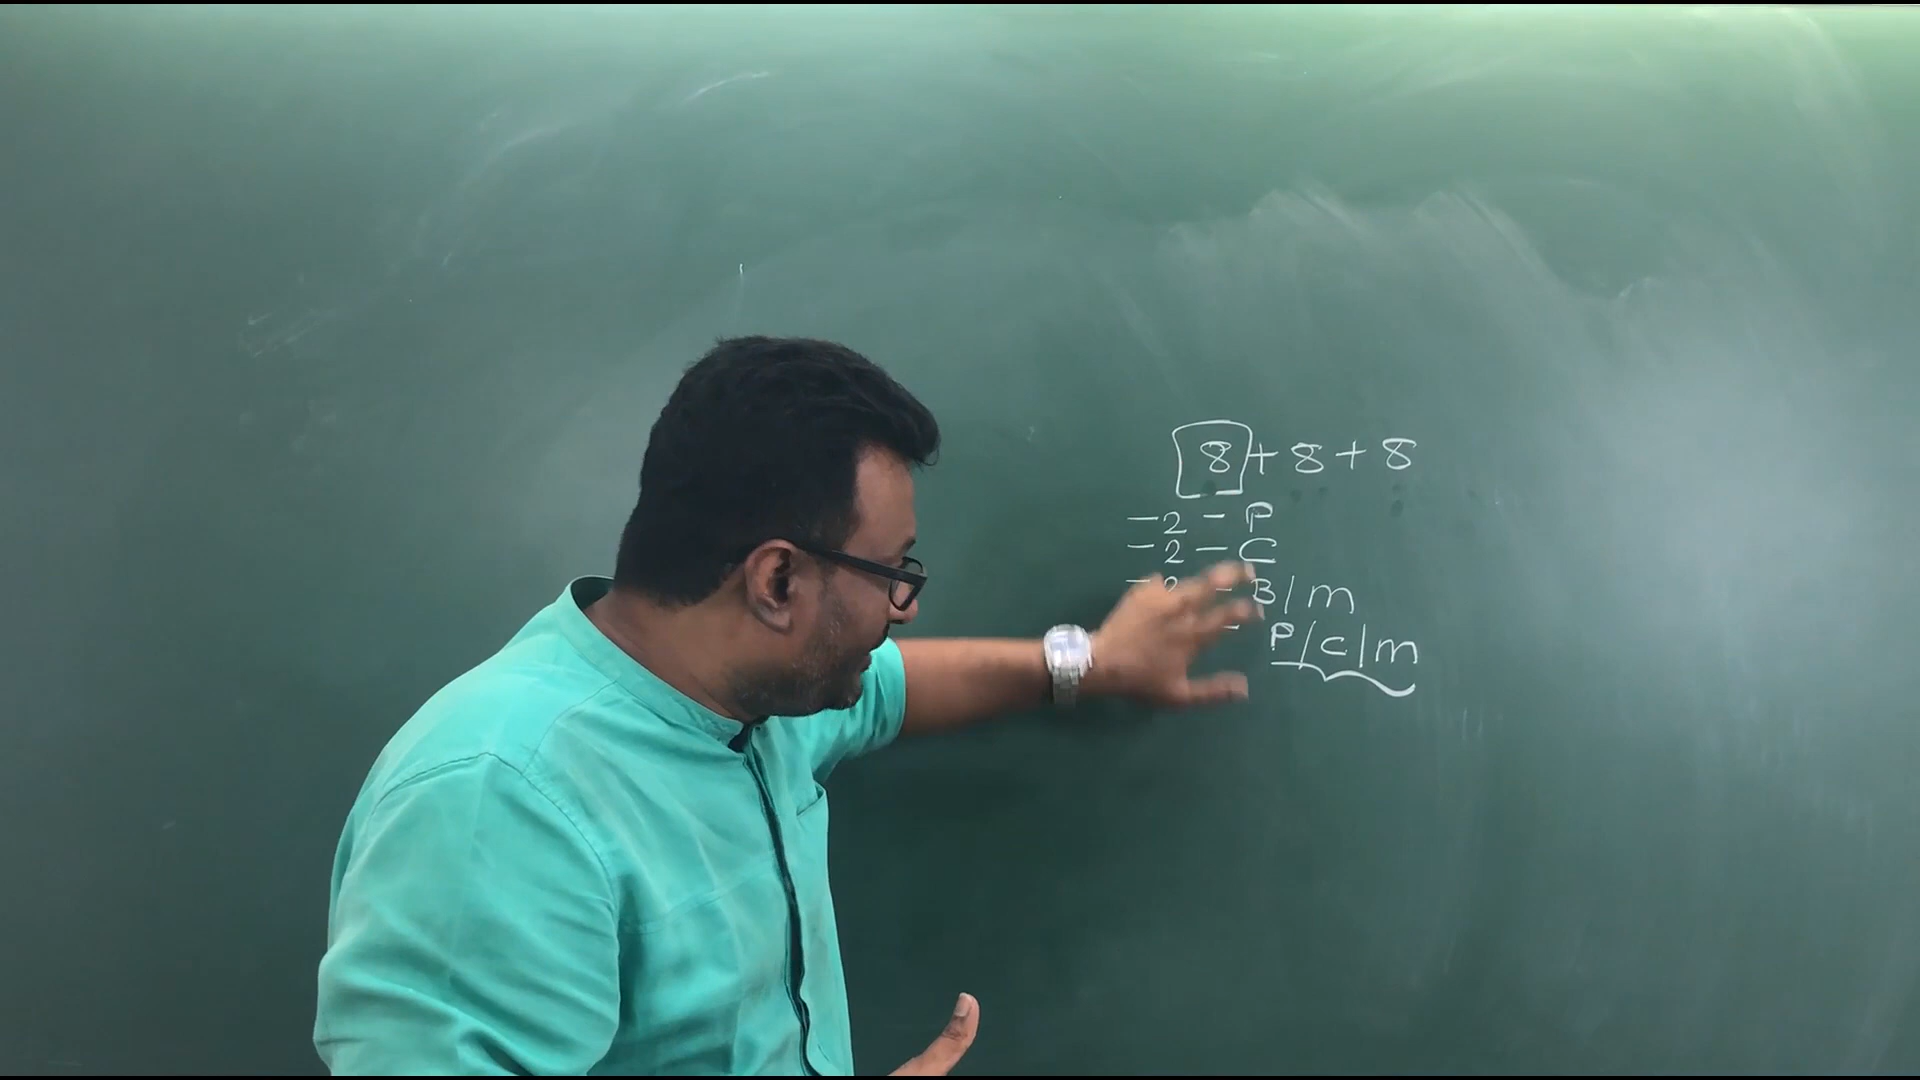 8 + 8 + 8
- 2 - P
- 2 - C
- 2 - B/m
- P/C/m